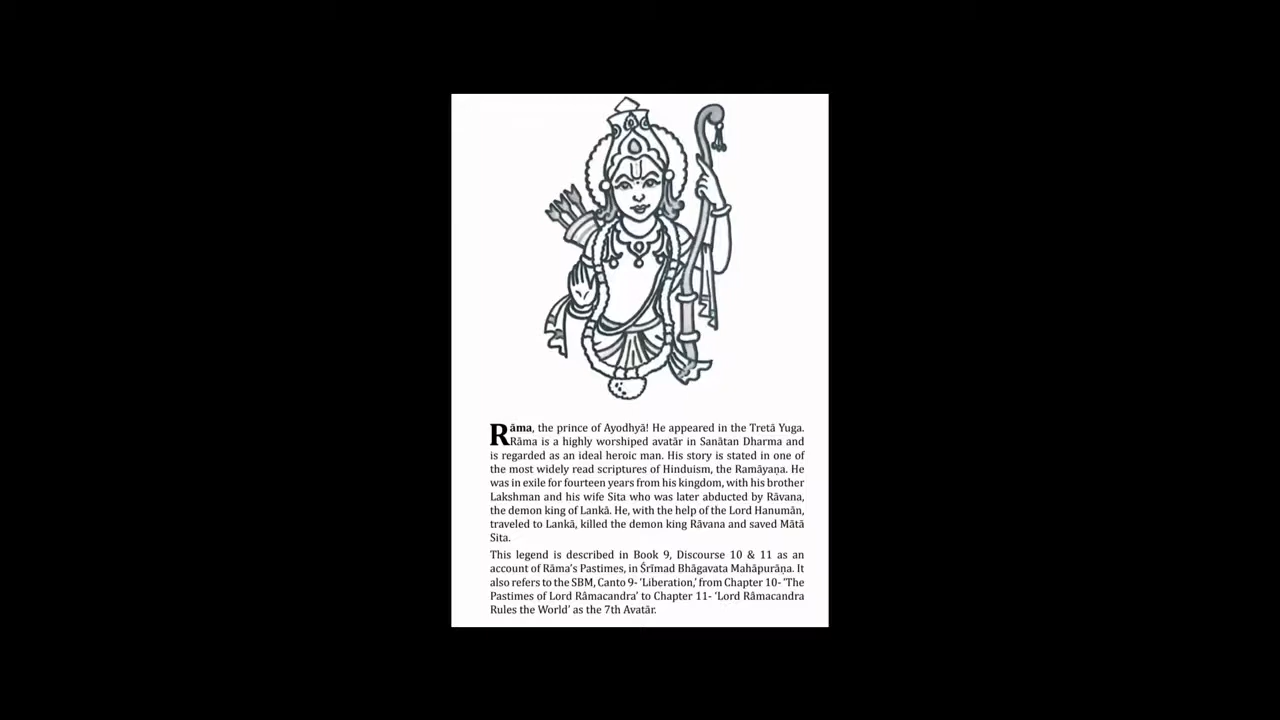 Rāma, the prince of Ayodhyā! He appeared in the Tretā Yuga.
Rāma is a highly worshiped avatār in Sanātan Dharma and
is regarded as an ideal heroic man. His story is stated in one of
the most widely read scriptures of Hinduism, the Ramāyaṇa. He
was in exile for fourteen years from his kingdom, with his brother
Lakshman and his wife Sita who was later abducted by Rāvana,
the demon king of Lankā. He, with the help of the Lord Hanumān,
traveled to Lankā, killed the demon king Rāvana and saved Mātā
Sita.
This legend is described in Book 9, Discourse 10 & 11 as an
account of Rāma's Pastimes, in Śrīmad Bhāgavata Mahāpurāṇa. It
also refers to the SBM, Canto 9- 'Liberation,' from Chapter 10- 'The
Pastimes of Lord Râmacandra' to Chapter 11- 'Lord Râmacandra
Rules the World' as the 7th Avatār.